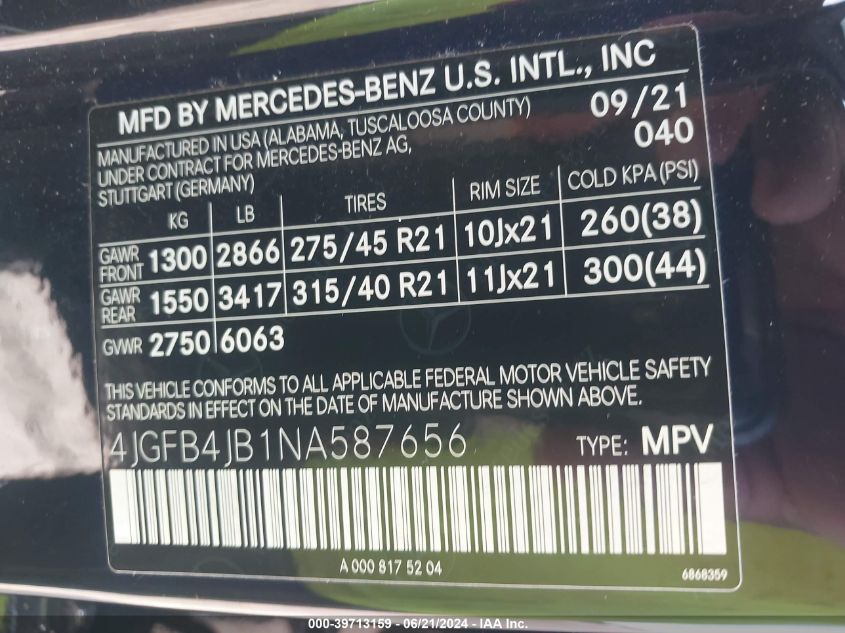 MFD BY MERCEDES-BENZ U.S. INTL., INC
MANUFACTURED IN USA (ALABAMA, TUSCALOOSA COUNTY) 09/21
UNDER CONTRACT FOR MERCEDES-BENZ AG, 040
STUTTGART (GERMANY)
KG LB TIRES RIM SIZE COLD KPA (PSI)
GAWR FRONT 1300 2866 275/45 R21 10Jx21 260(38)
GAWR REAR 1550 3417 315/40 R21 11Jx21 300(44)
GVWR 2750 6063
THIS VEHICLE CONFORMS TO ALL APPLICABLE FEDERAL MOTOR VEHICLE SAFETY
STANDARDS IN EFFECT ON THE DATE OF MANUFACTURE SHOWN ABOVE.
4JGFB4JB1NA587656 TYPE: MPV
A 000 817 52 04
6868359
000-39713159 - 06/21/2024 - IAA Inc.